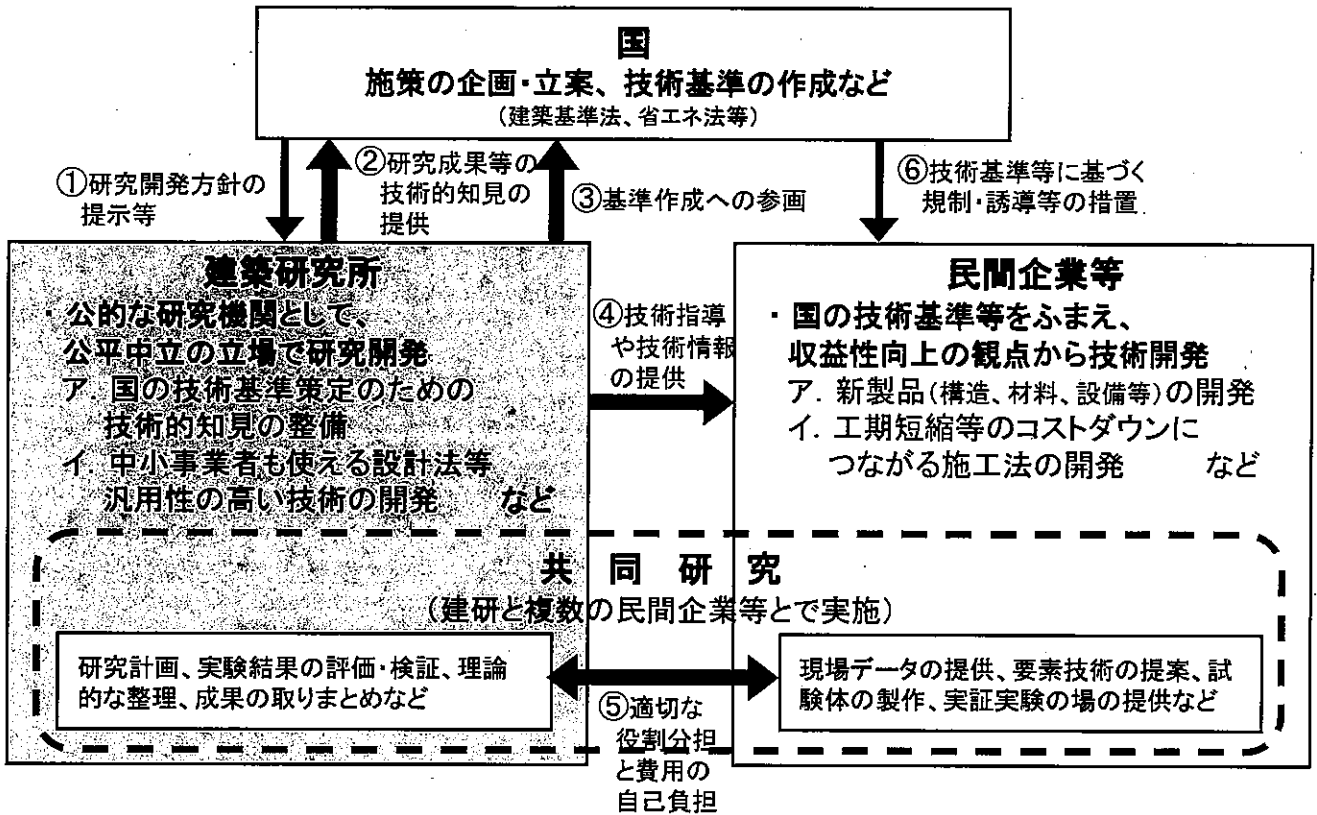 国
施策の企画・立案、技術基準の作成など
(建築基準法、省エネ法等)
①研究開発方針の
提示等
②研究成果等の
技術的知見の
提供
③基準作成への参画
⑥技術基準等に基づく
規制・誘導等の措置
建築研究所
・公的な研究機関として、
公平中立の立場で研究開発
ア. 国の技術基準策定のための
技術的知見の整備
イ. 中小事業者も使える設計法等
汎用性の高い技術の開発 など
④技術指導
や技術情報
の提供
民間企業等
・国の技術基準等をふまえ、
収益性向上の観点から技術開発
ア. 新製品(構造、材料、設備等)の開発
イ. 工期短縮等のコストダウンに
つながる施工法の開発 など
共 同 研 究
(建研と複数の民間企業等とで実施)
研究計画、実験結果の評価・検証、理論
的な整理、成果の取りまとめなど
現場データの提供、要素技術の提案、試
験体の製作、実証実験の場の提供など
⑤適切な
役割分担
と費用の
自己負担